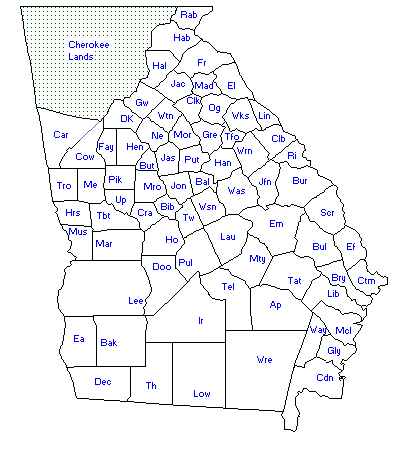 Rab
Hab
Cherokee
Lands
Fr
Hal
Jac
Mad
El
Gw
Clk
Og
Wtn
Wks
Lin
DK
Car
Ne
Mor
Gre
Tfo
Clb
Fay
Hen
Wrn
Ri
Cow
But
Jas
Put
Han
Tro
Me
Pik
Mro
Jon
Bal
Was
Jfn
Bur
Up
Hrs
Tbt
Cra
Bib
Wsn
Scr
Tw
Em
Mus
Mar
Ho
Lau
Bul
Ef
Doo
Pul
Mty
Tel
Tat
Bry
Ctm
Lib
Lee
Ap
Ir
Way
McI
Ea
Bak
Gly
Wre
Cdn
Dec
Th
Low